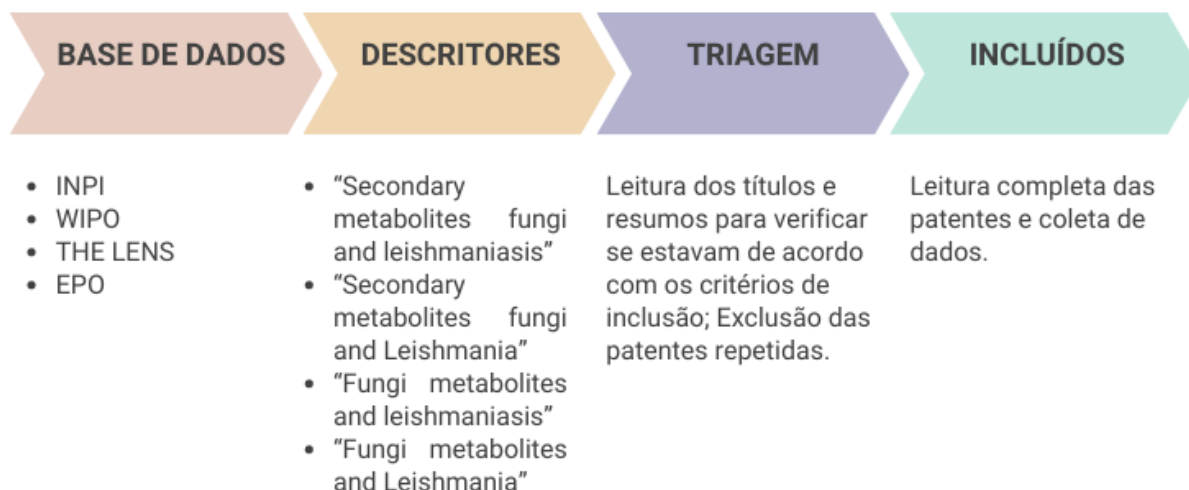 BASE DE DADOS
DESCRITORES
TRIAGEM
INCLUÍDOS
• INPI
• WIPO
• THE LENS
• EPO
• “Secondary
metabolites fungi
and leishmaniasis”
• “Secondary
metabolites fungi
and Leishmania”
• “Fungi metabolites
and leishmaniasis”
• “Fungi metabolites
and Leishmania”
Leitura dos títulos e
resumos para verificar
se estavam de acordo
com os critérios de
inclusão; Exclusão das
patentes repetidas.
Leitura completa das
patentes e coleta de
dados.